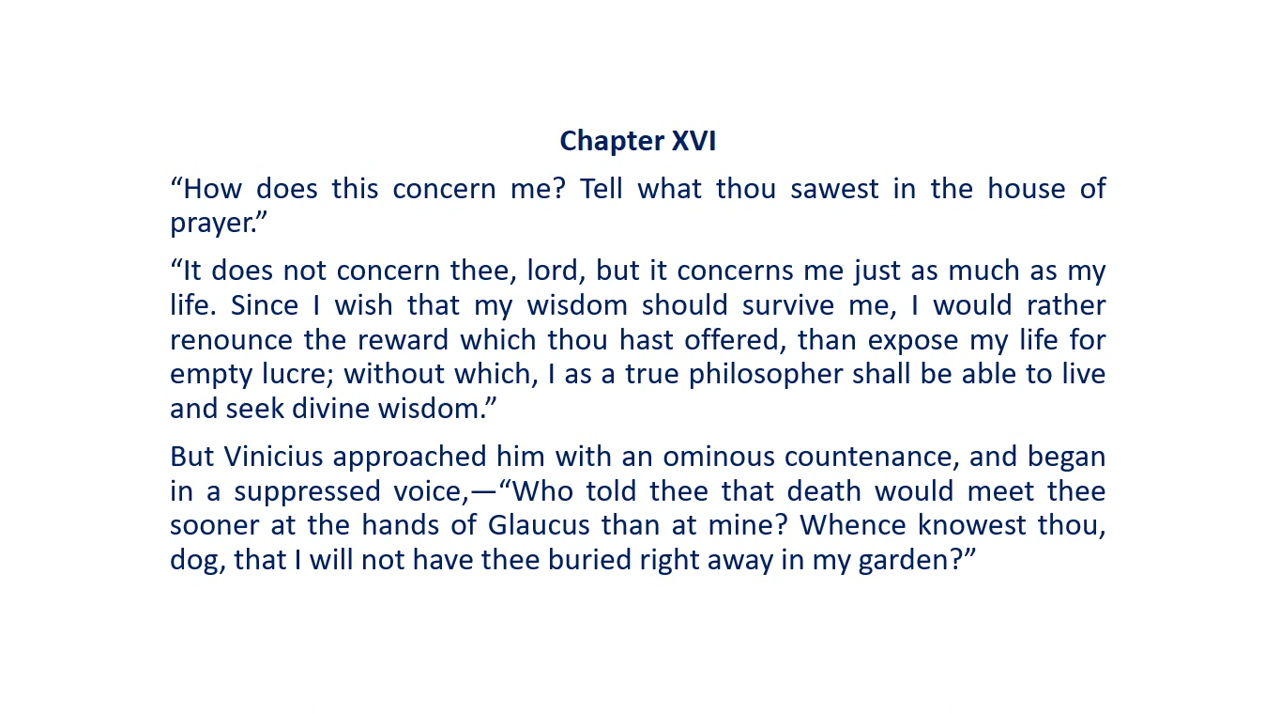 Chapter XVI
“How does this concern me? Tell what thou sawest in the house of
prayer.”
“It does not concern thee, lord, but it concerns me just as much as my
life. Since I wish that my wisdom should survive me, I would rather
renounce the reward which thou hast offered, than expose my life for
empty lucre; without which, I as a true philosopher shall be able to live
and seek divine wisdom.”
But Vinicius approached him with an ominous countenance, and began
in a suppressed voice,—“Who told thee that death would meet thee
sooner at the hands of Glaucus than at mine? Whence knowest thou,
dog, that I will not have thee buried right away in my garden?”